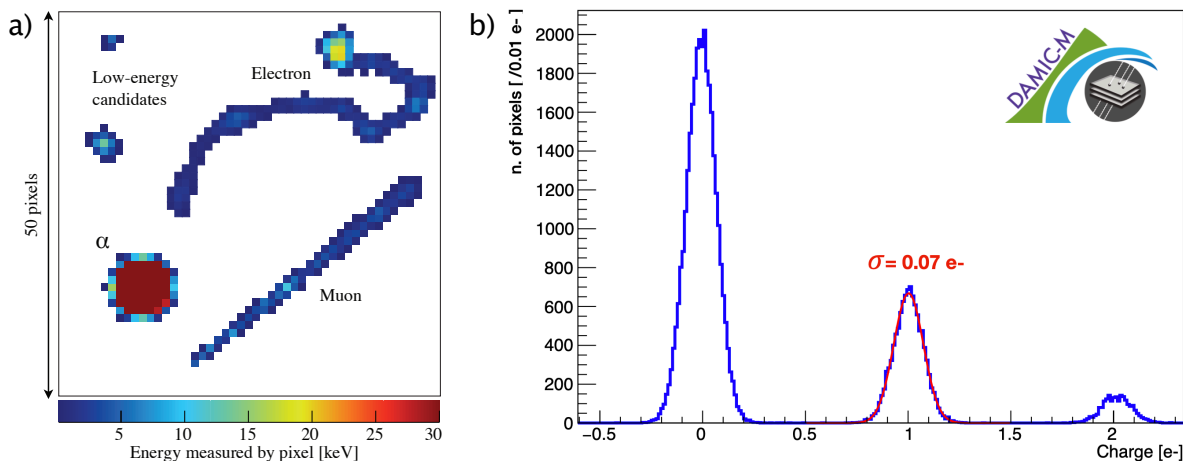 a)
50 pixels
Low-energy
candidates
Electron
α
Muon
5 10 15 20 25 30
Energy measured by pixel [keV]
b)
n. of pixels [ /0.01 e- ]
2000
1800
1600
1400
1200
1000
800
600
400
200
0
DAMIC-M
σ = 0.07 e-
−0.5 0 0.5 1 1.5 2
Charge [e-]